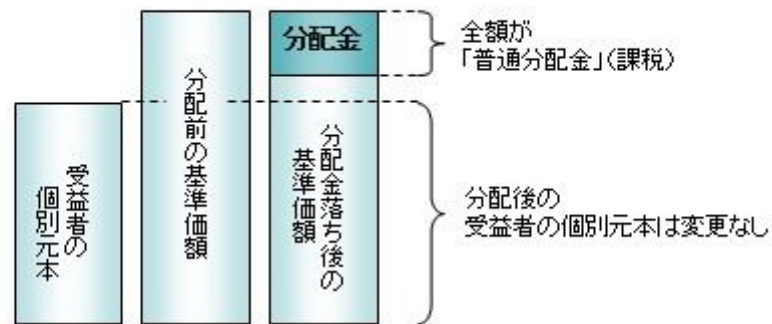 受益者の
個別元本
分配前の基準価額
分配金
分配金落ち後の
基準価額
全額が
「普通分配金」(課税)
分配後の
受益者の個別元本は変更なし